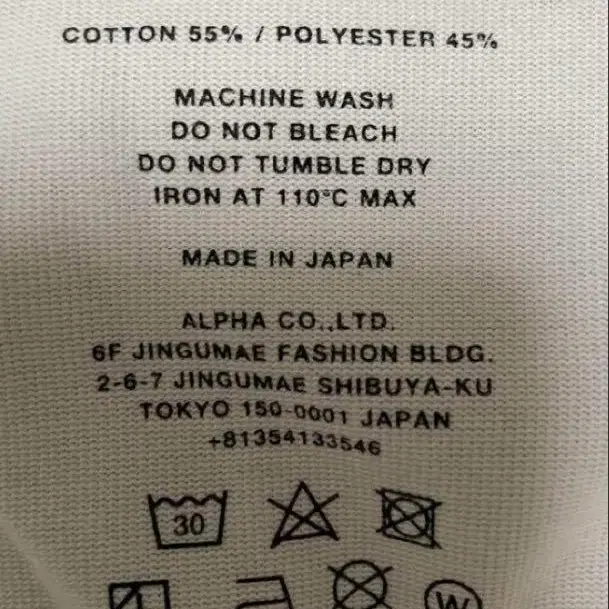 COTTON 55% / POLYESTER 45%
MACHINE WASH
DO NOT BLEACH
DO NOT TUMBLE DRY
IRON AT 110°C MAX
MADE IN JAPAN
ALPHA CO.,LTD.
6F JINGUMAE FASHION BLDG.
2-6-7 JINGUMAE SHIBUYA-KU
TOKYO 150-0001 JAPAN
+81354133546
30
W